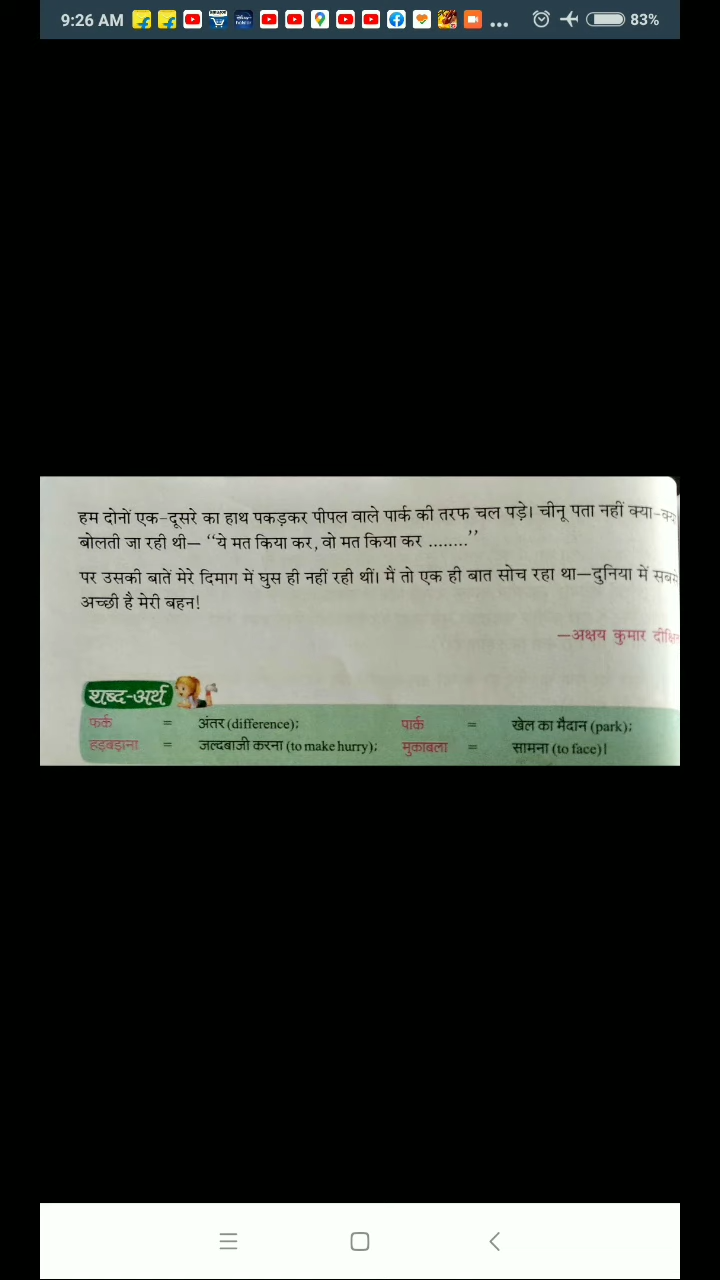 9:26 AM ... 83%
हम दोनों एक-दूसरे का हाथ पकड़कर पीपल वाले पार्क की तरफ चल पड़े। चीनू पता नहीं क्या-
बोलती जा रही थी— “ये मत किया कर, वो मत किया कर ........”
पर उसकी बातें मेरे दिमाग में घुस ही नहीं रही थीं। मैं तो एक ही बात सोच रहा था—दुनिया में
अच्छी है मेरी बहन!
—अक्षय कुमार
शब्द-अर्थ
फर्क = अंतर (difference); पार्क = खेल का मैदान (park);
हड़बड़ाना = जल्दबाजी करना (to make hurry); मुकाबला = सामना (to face)।